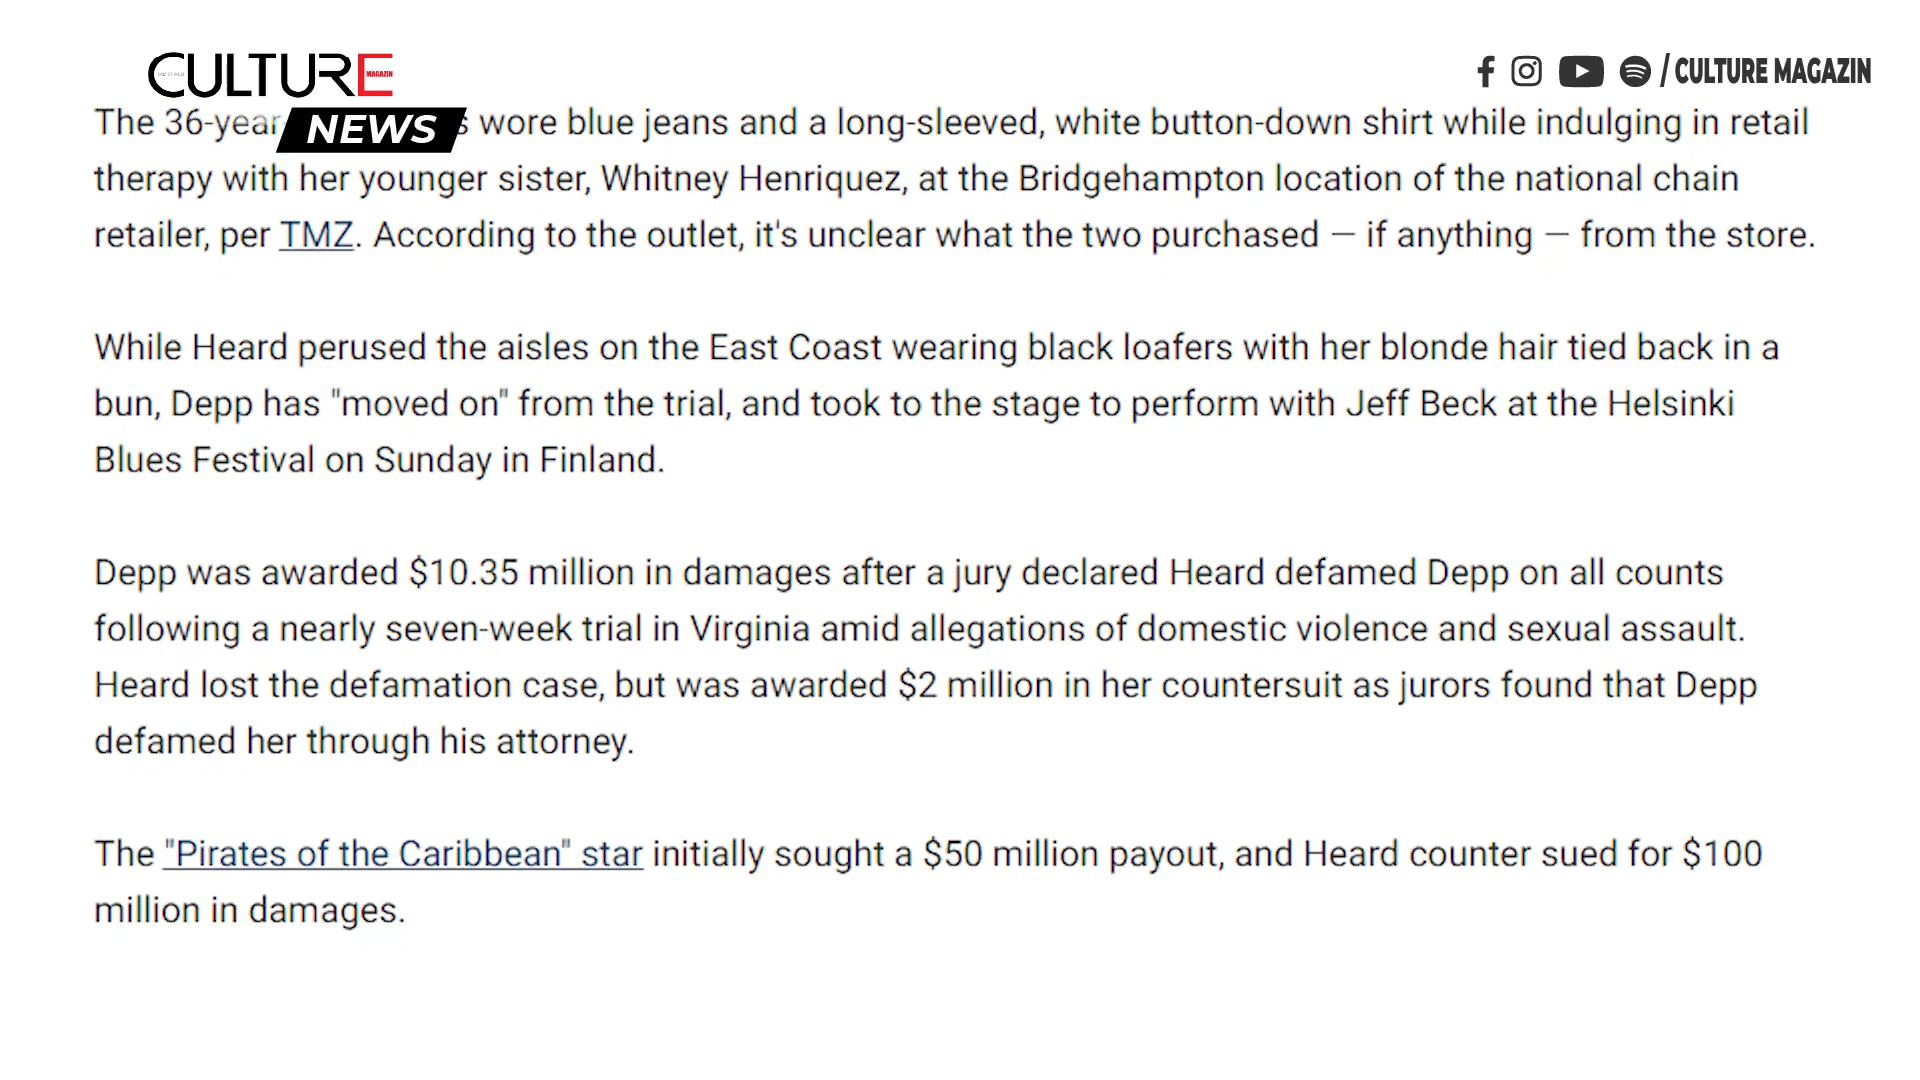 CULTURE
MAGAZIN
NEWS
/ CULTURE MAGAZIN
The 36-year wore blue jeans and a long-sleeved, white button-down shirt while indulging in retail
therapy with her younger sister, Whitney Henriquez, at the Bridgehampton location of the national chain
retailer, per TMZ. According to the outlet, it's unclear what the two purchased — if anything — from the store.
While Heard perused the aisles on the East Coast wearing black loafers with her blonde hair tied back in a
bun, Depp has "moved on" from the trial, and took to the stage to perform with Jeff Beck at the Helsinki
Blues Festival on Sunday in Finland.
Depp was awarded $10.35 million in damages after a jury declared Heard defamed Depp on all counts
following a nearly seven-week trial in Virginia amid allegations of domestic violence and sexual assault.
Heard lost the defamation case, but was awarded $2 million in her countersuit as jurors found that Depp
defamed her through his attorney.
The "Pirates of the Caribbean" star initially sought a $50 million payout, and Heard counter sued for $100
million in damages.